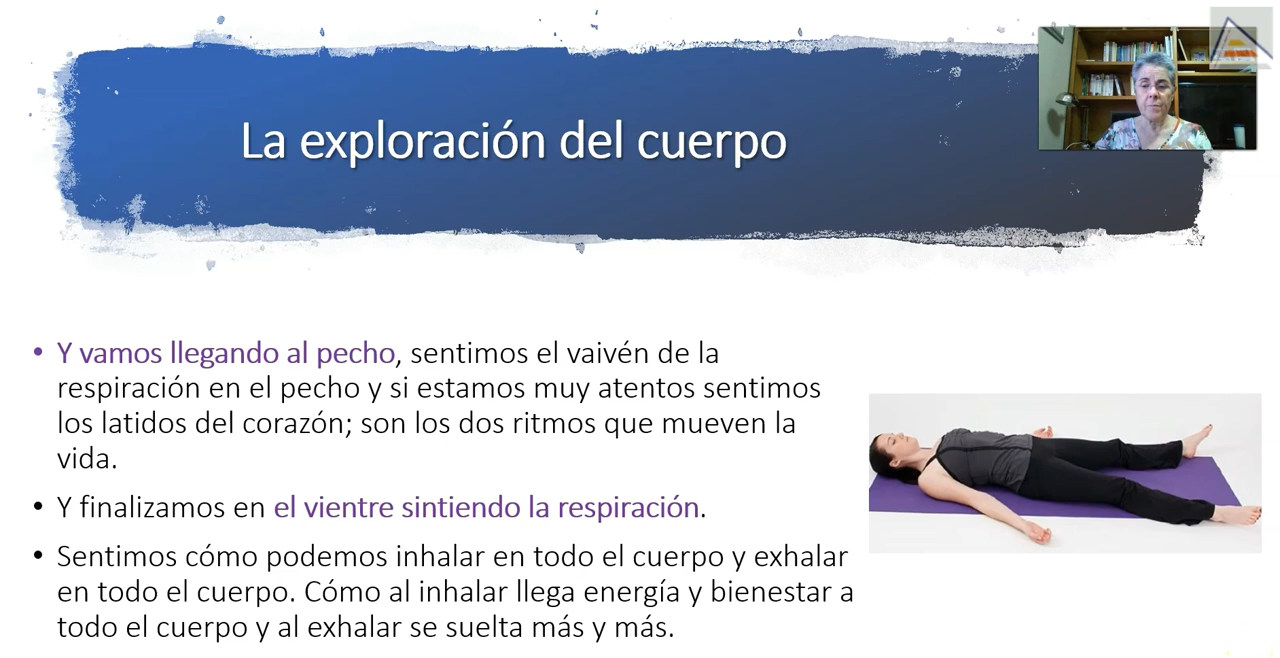 La exploración del cuerpo
• Y vamos llegando al pecho, sentimos el vaivén de la
respiración en el pecho y si estamos muy atentos sentimos
los latidos del corazón; son los dos ritmos que mueven la
vida.
• Y finalizamos en el vientre sintiendo la respiración.
• Sentimos cómo podemos inhalar en todo el cuerpo y exhalar
en todo el cuerpo. Cómo al inhalar llega energía y bienestar a
todo el cuerpo y al exhalar se suelta más y más.